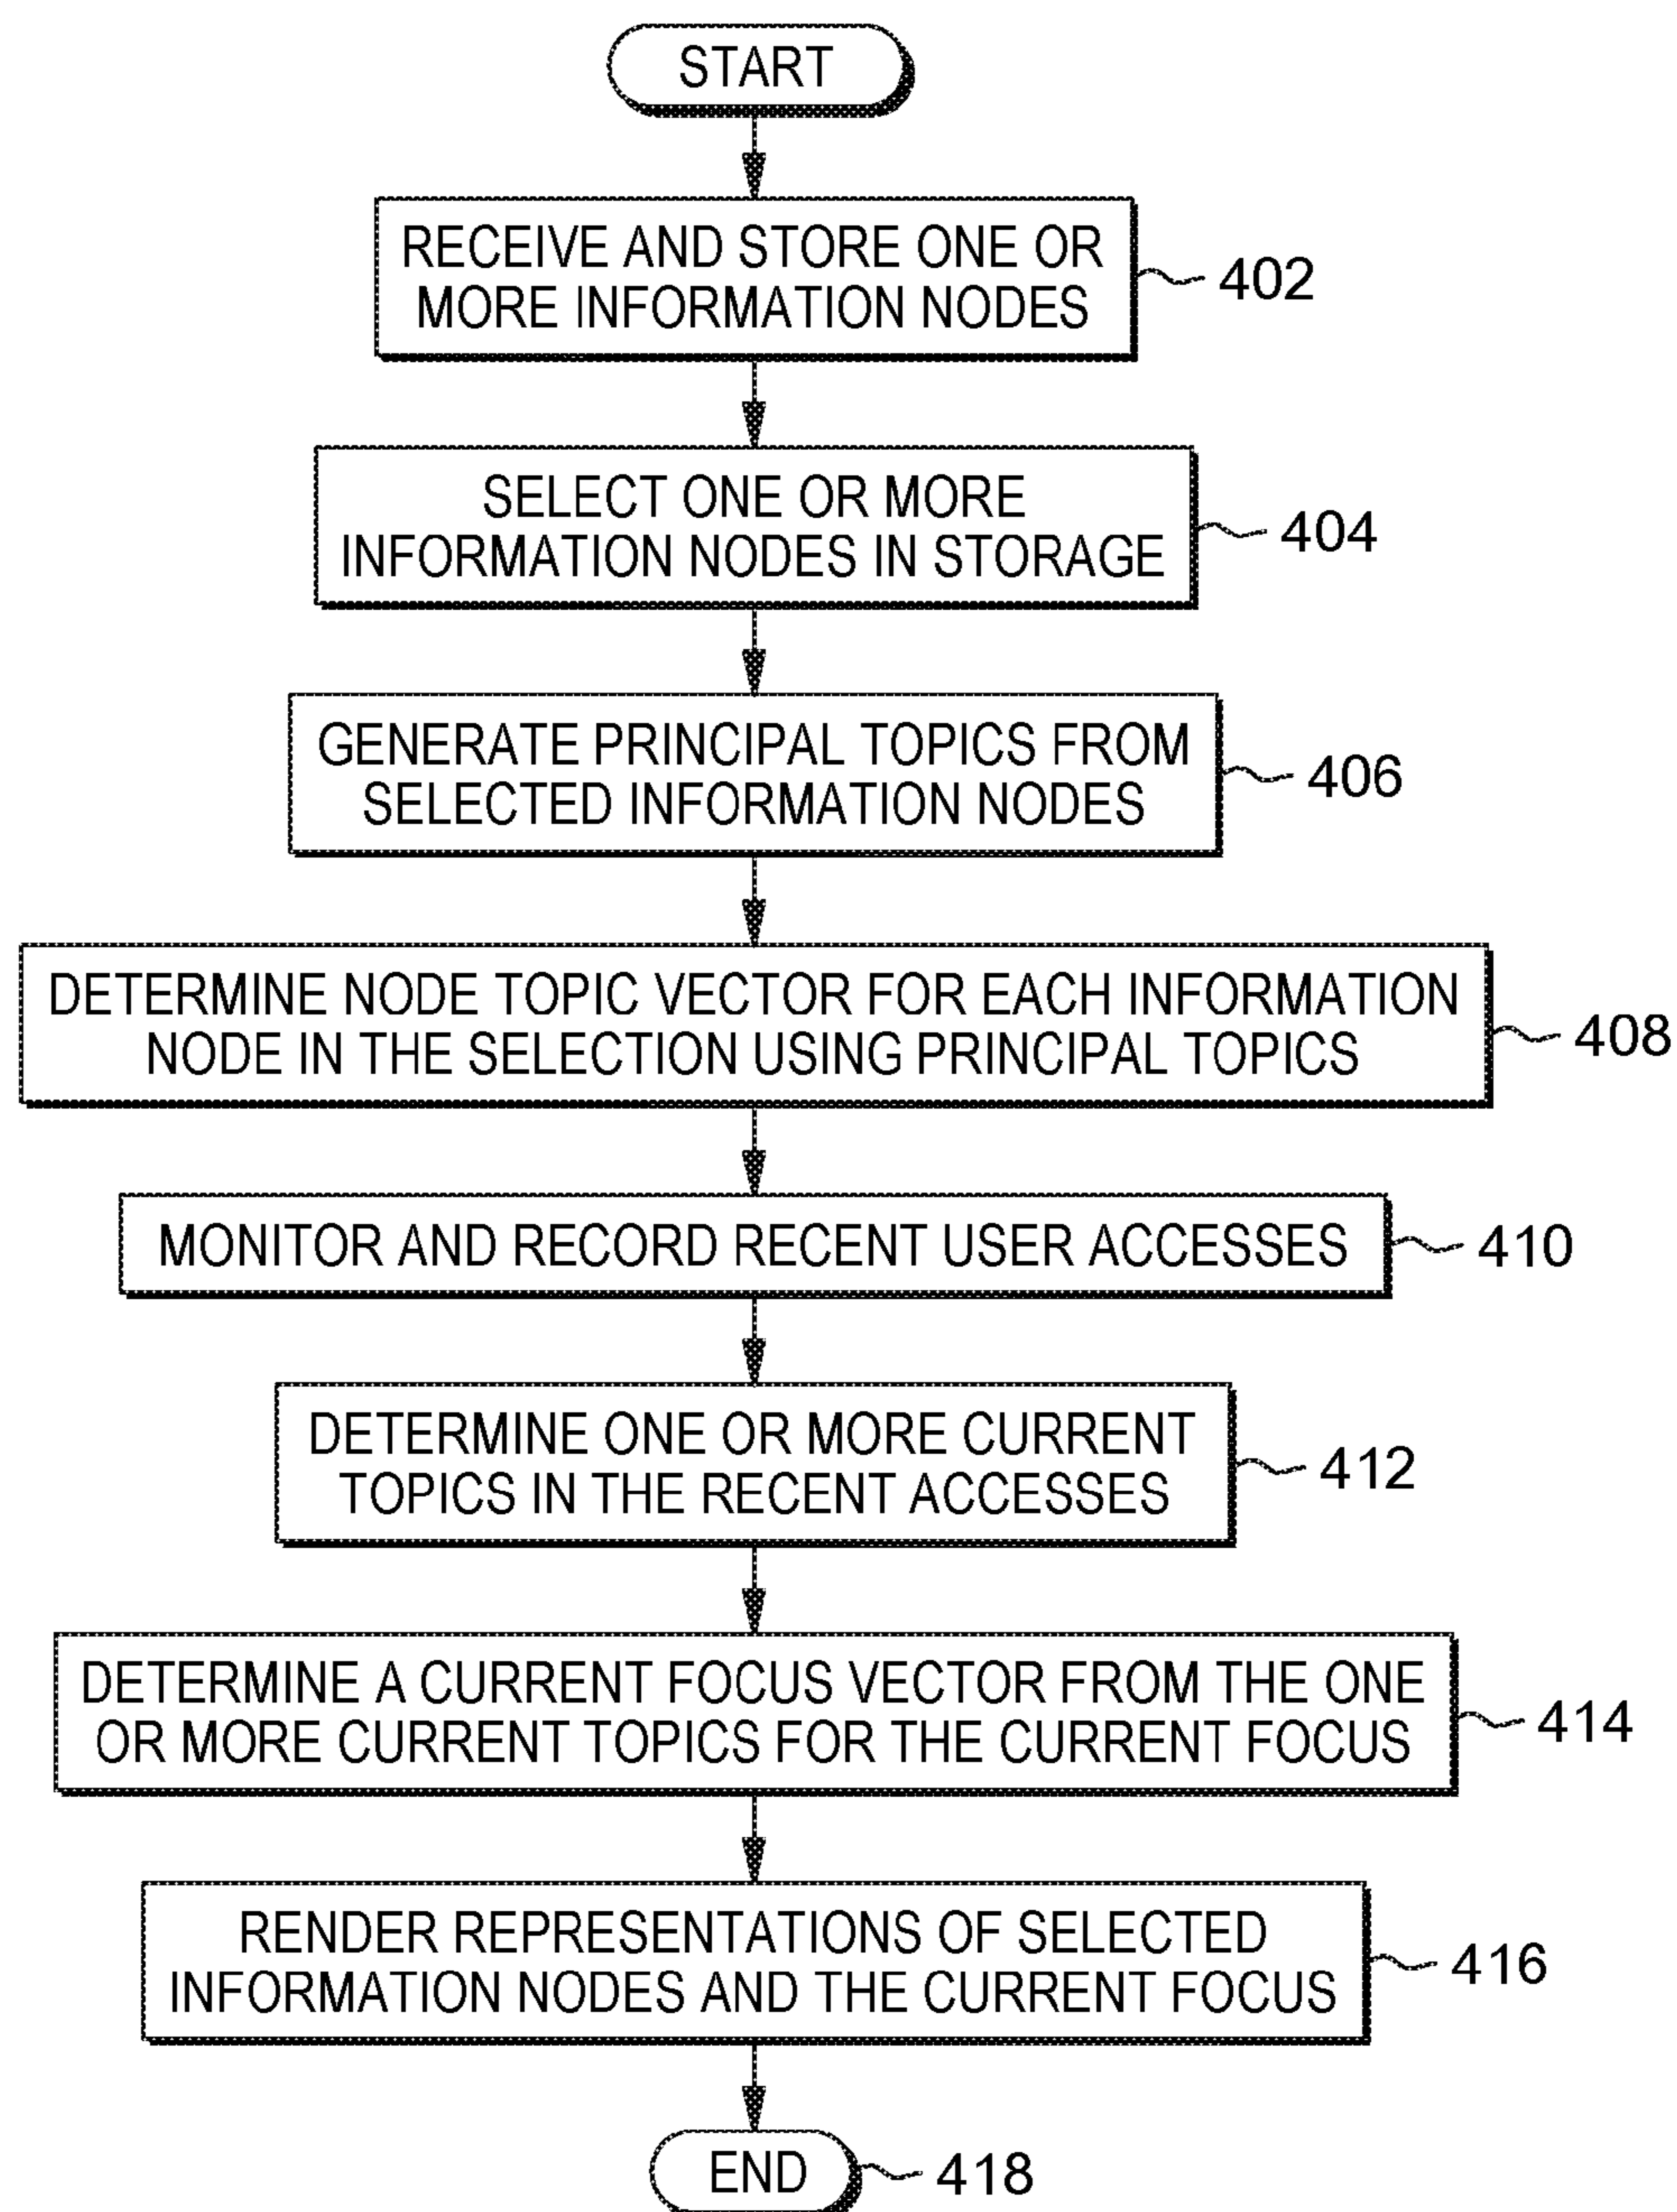 START
RECEIVE AND STORE ONE OR
MORE INFORMATION NODES
402
SELECT ONE OR MORE
INFORMATION NODES IN STORAGE
404
GENERATE PRINCIPAL TOPICS FROM
SELECTED INFORMATION NODES
406
DETERMINE NODE TOPIC VECTOR FOR EACH INFORMATION
NODE IN THE SELECTION USING PRINCIPAL TOPICS
408
MONITOR AND RECORD RECENT USER ACCESSES
410
DETERMINE ONE OR MORE CURRENT
TOPICS IN THE RECENT ACCESSES
412
DETERMINE A CURRENT FOCUS VECTOR FROM THE ONE
OR MORE CURRENT TOPICS FOR THE CURRENT FOCUS
414
RENDER REPRESENTATIONS OF SELECTED
INFORMATION NODES AND THE CURRENT FOCUS
416
END
418